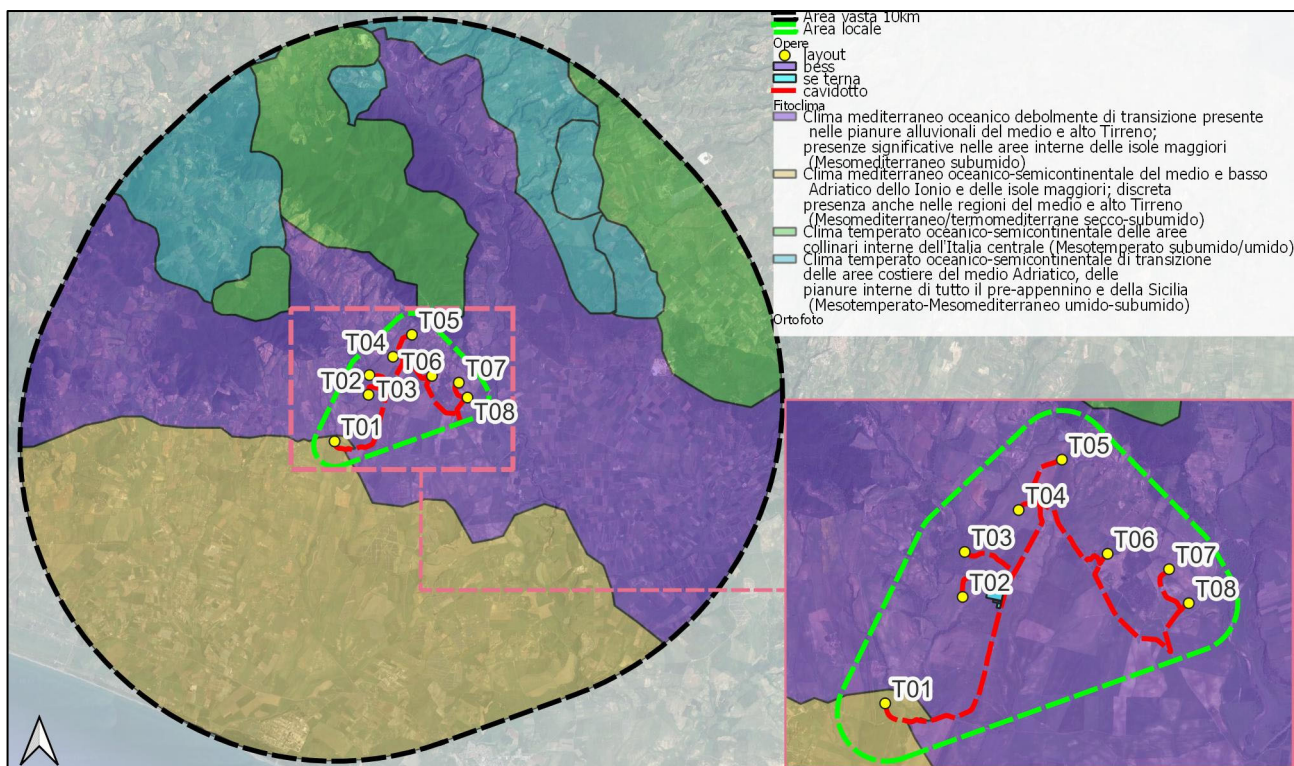 Area vasta 10km
Area locale
Opere
layout
bess
se terna
cavidotto
Fitoclima
Clima mediterraneo oceanico debolmente di transizione presente
nelle pianure alluvionali del medio e alto Tirreno;
presenze significative nelle aree interne delle isole maggiori
(Mesomediterraneo subumido)
Clima mediterraneo oceanico-semicontinentale del medio e basso
Adriatico dello Ionio e delle isole maggiori; discreta
presenza anche nelle regioni del medio e alto Tirreno
(Mesomediterraneo/termomediterrane secco-subumido)
Clima temperato oceanico-semicontinentale delle aree
collinari interne dell'Italia centrale (Mesotemperato subumido/umido)
Clima temperato oceanico-semicontinentale di transizione
delle aree costiere del medio Adriatico, delle
pianure interne di tutto il pre-appennino e della Sicilia
(Mesotemperato-Mesomediterraneo umido-subumido)
Ortofoto
T05
T04
T06
T07
T02
T03
T08
T01
T05
T04
T03
T06
T07
T02
T08
T01